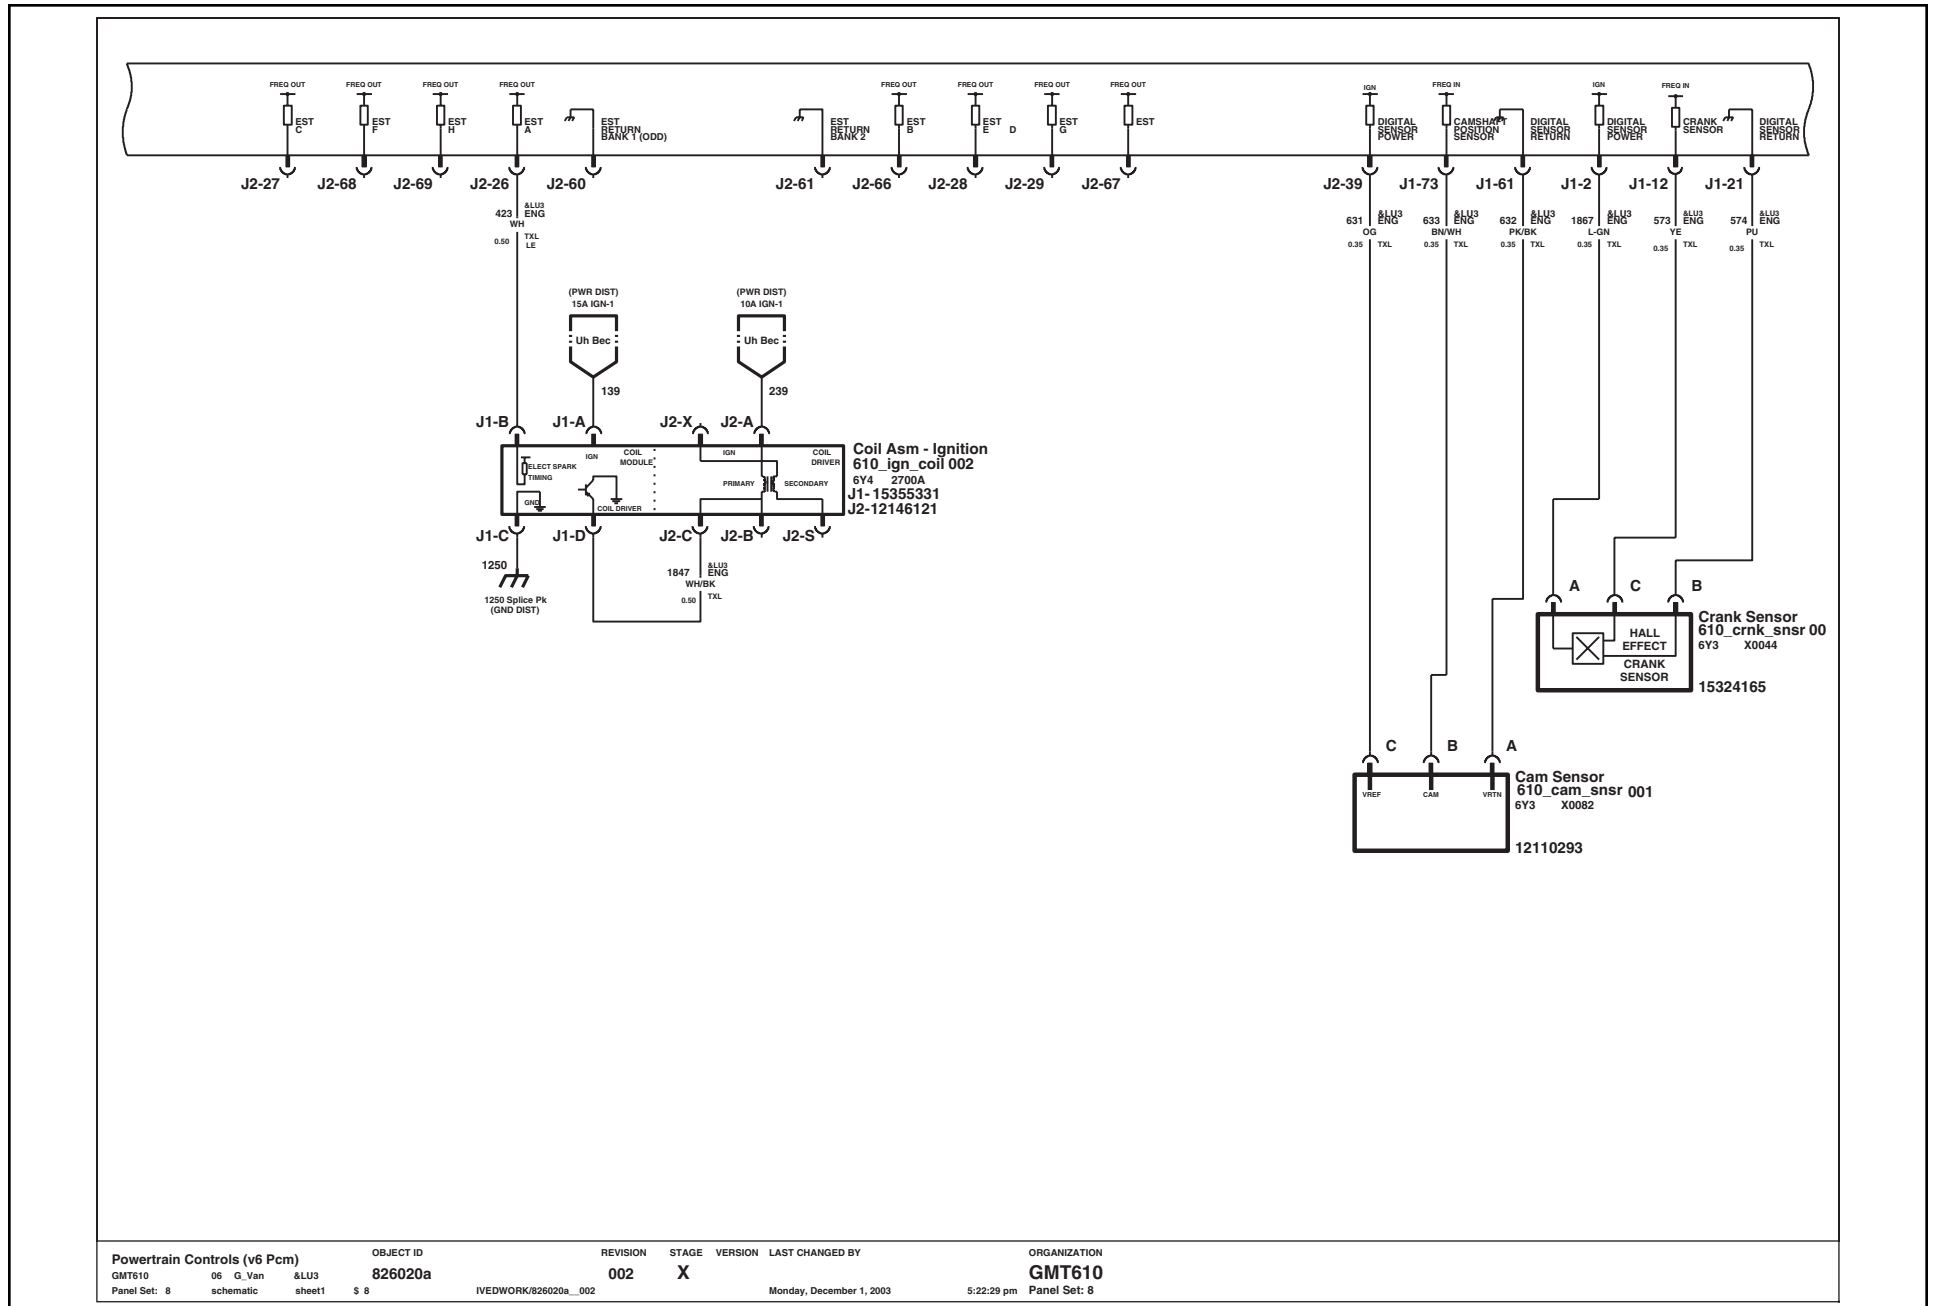 FREQ OUT FREQ OUT FREQ OUT FREQ OUT FREQ OUT FREQ OUT FREQ OUT FREQ OUT IGN FREQ IN IGN FREQ IN
EST C
EST F
EST H
EST A
EST RETURN BANK 1 (ODD)
EST RETURN BANK 2
EST B
EST E
D
EST G
EST
DIGITAL SENSOR POWER
CAMSHAFT POSITION SENSOR
DIGITAL SENSOR RETURN
DIGITAL SENSOR POWER
CRANK SENSOR
DIGITAL SENSOR RETURN
J2-27 J2-68 J2-69 J2-26 J2-60 J2-61 J2-66 J2-28 J2-29 J2-67 J2-39 J1-73 J1-61 J1-2 J1-12 J1-21
423 &LU3 ENG
WH
0.50 TXL LE
631 &LU3 ENG
OG
0.35 TXL
633 &LU3 ENG
BN/WH
0.35 TXL
632 &LU3 ENG
PK/BK
0.35 TXL
1867 &LU3 ENG
L-GN
0.35 TXL
573 &LU3 ENG
YE
0.35 TXL
574 &LU3 ENG
PU
0.35 TXL
(PWR DIST)
15A IGN-1
Uh Bec
139
(PWR DIST)
10A IGN-1
Uh Bec
239
J1-B J1-A J2-X J2-A
ELECT SPARK
TIMING
GND
IGN
COIL MODULE
COIL DRIVER
IGN
COIL DRIVER
PRIMARY SECONDARY
Coil Asm - Ignition
610_ign_coil 002
6Y4 2700A
J1- 15355331
J2-12146121
J1-C J1-D J2-C J2-B J2-S
1250
1250 Splice Pk
(GND DIST)
1847 &LU3 ENG
WH/BK
0.50 TXL
A C B
HALL
EFFECT
CRANK
SENSOR
Crank Sensor
610_crnk_snsr 00
6Y3 X0044
15324165
C B A
VREF CAM VRTN
Cam Sensor
610_cam_snsr 001
6Y3 X0082
12110293
Powertrain Controls (v6 Pcm) OBJECT ID REVISION STAGE VERSION LAST CHANGED BY ORGANIZATION
GMT610 06 G_Van &LU3 826020a 002 X GMT610
Panel Set: 8 schematic sheet1 $ 8 IVEDWORK/826020a__002 Monday, December 1, 2003 5:22:29 pm Panel Set: 8